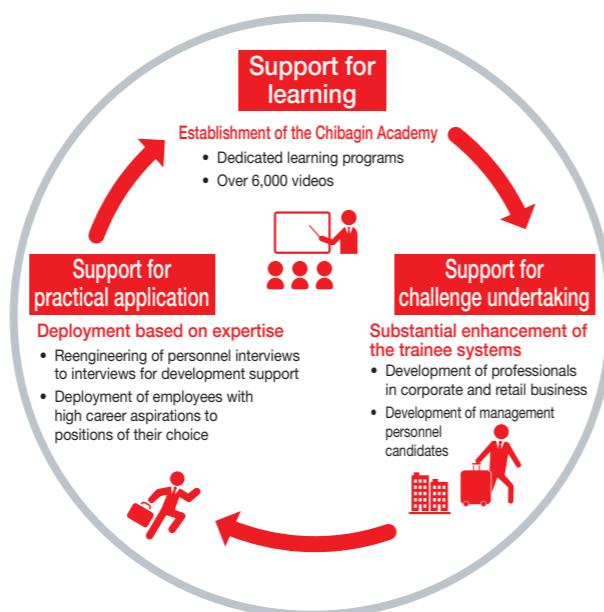 Support for
learning
Establishment of the Chibagin Academy
• Dedicated learning programs
• Over 6,000 videos
Support for
practical application
Deployment based on expertise
• Reengineering of personnel interviews
to interviews for development support
• Deployment of employees with
high career aspirations to
positions of their choice
Support for
challenge undertaking
Substantial enhancement of
the trainee systems
• Development of professionals
in corporate and retail business
• Development of management
personnel
candidates